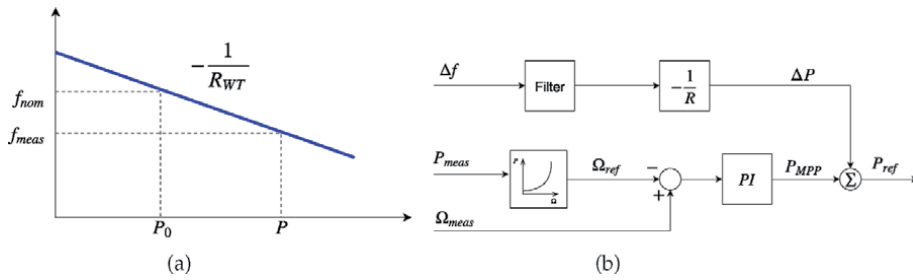 - 1/R_WT
f_nom
f_meas
P_0
P
(a)
Δf
Filter
- 1/R
ΔP
P_meas
P
Ω
Ω_ref
−
+
PI
P_MPP
Σ
P_ref
Ω_meas
(b)